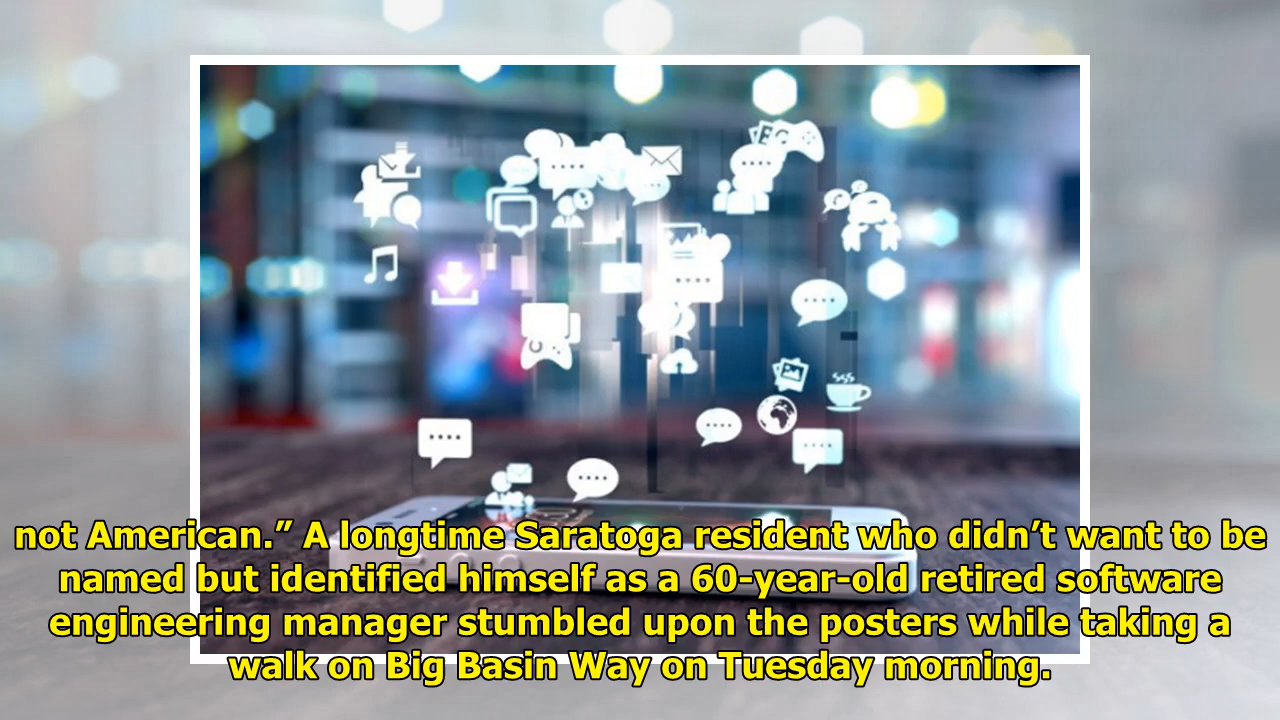 not American.” A longtime Saratoga resident who didn’t want to be
named but identified himself as a 60-year-old retired software
engineering manager stumbled upon the posters while taking a
walk on Big Basin Way on Tuesday morning.